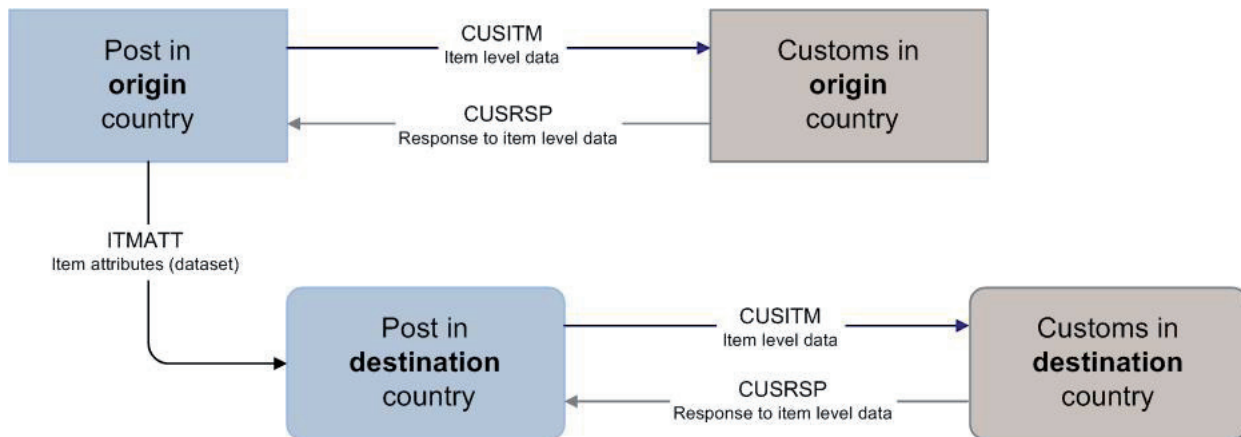 Post in
origin
country
CUSITM
Item level data
CUSRSP
Response to item level data
Customs in
origin
country
ITMATT
Item attributes (dataset)
Post in
destination
country
CUSITM
Item level data
CUSRSP
Response to item level data
Customs in
destination
country